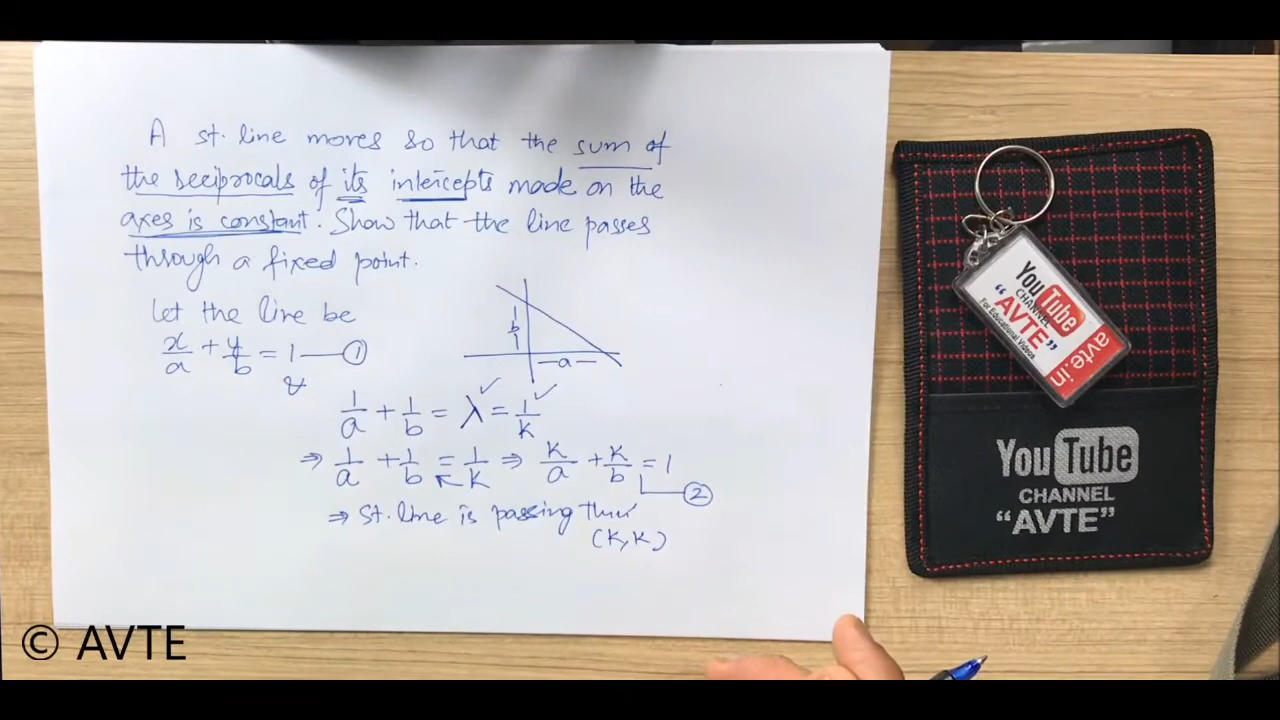 A st. line moves so that the sum of
the reciprocals of its intercepts made on the
axes is constant. Show that the line passes
through a fixed point.
Let the line be
x/a + y/b = 1 — ①
b
a
&
1/a + 1/b = λ = 1/k
⇒ 1/a + 1/b = 1/k ⇒ k/a + k/b = 1
②
⇒ St. line is passing thru
(k, k)
YouTube
CHANNEL
“AVTE”
For Educational Videos
avte.in
YouTube
CHANNEL
“AVTE”
© AVTE